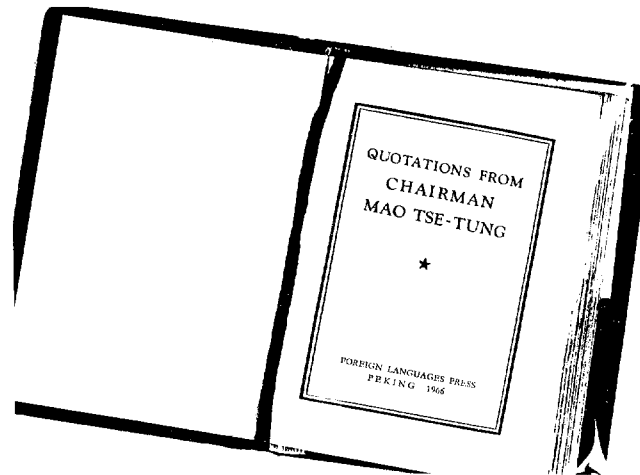 QUOTATIONS FROM
CHAIRMAN
MAO TSE-TUNG
FOREIGN LANGUAGES PRESS
PEKING 1966